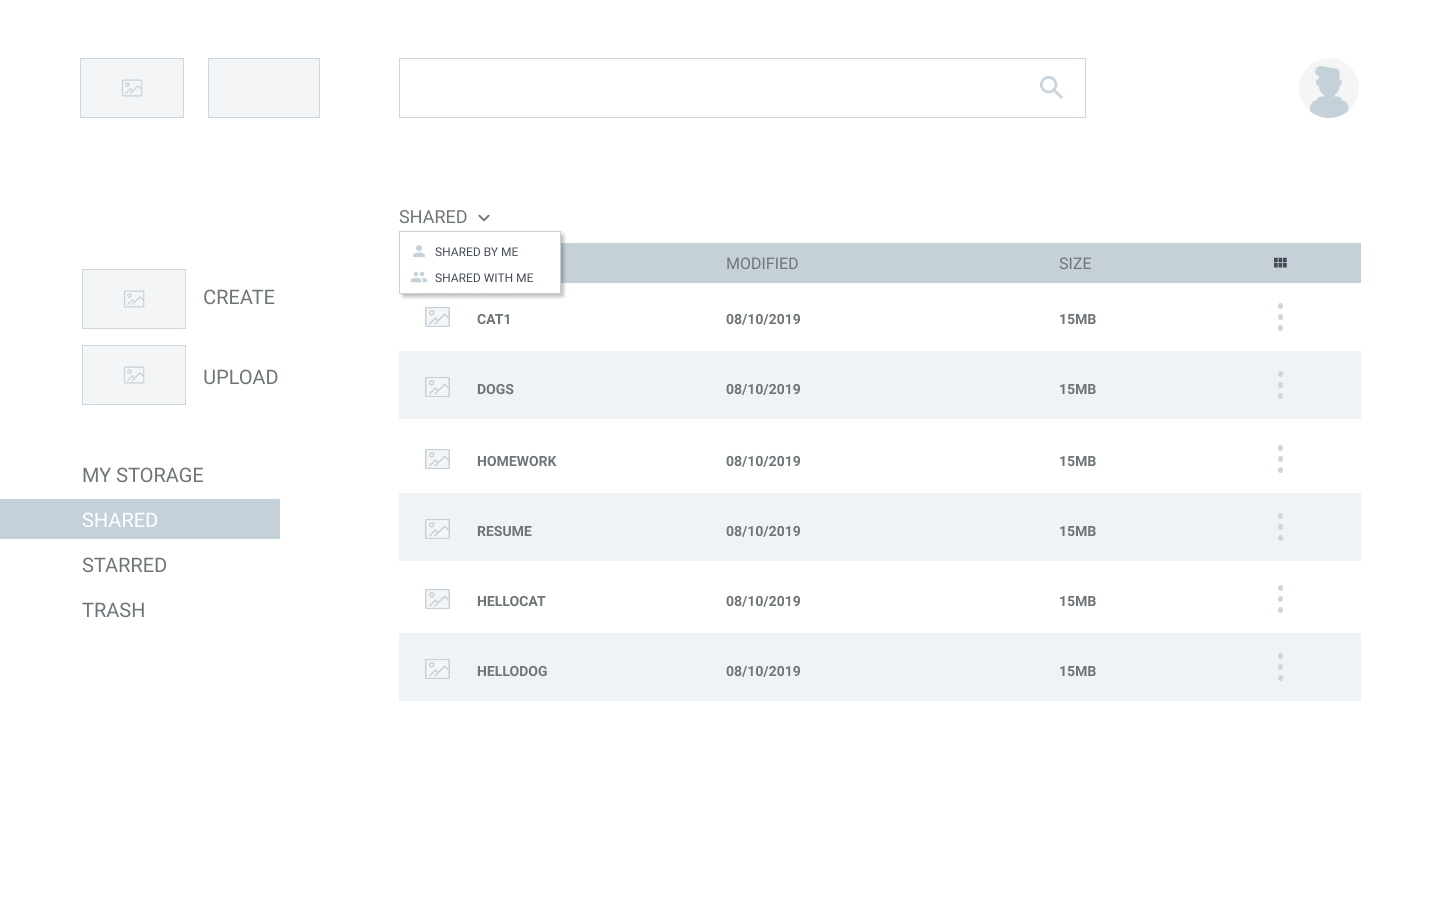 SHARED
SHARED BY ME
SHARED WITH ME
MODIFIED SIZE
CREATE
UPLOAD
MY STORAGE
SHARED
STARRED
TRASH
CAT1 08/10/2019 15MB
DOGS 08/10/2019 15MB
HOMEWORK 08/10/2019 15MB
RESUME 08/10/2019 15MB
HELLOCAT 08/10/2019 15MB
HELLODOG 08/10/2019 15MB